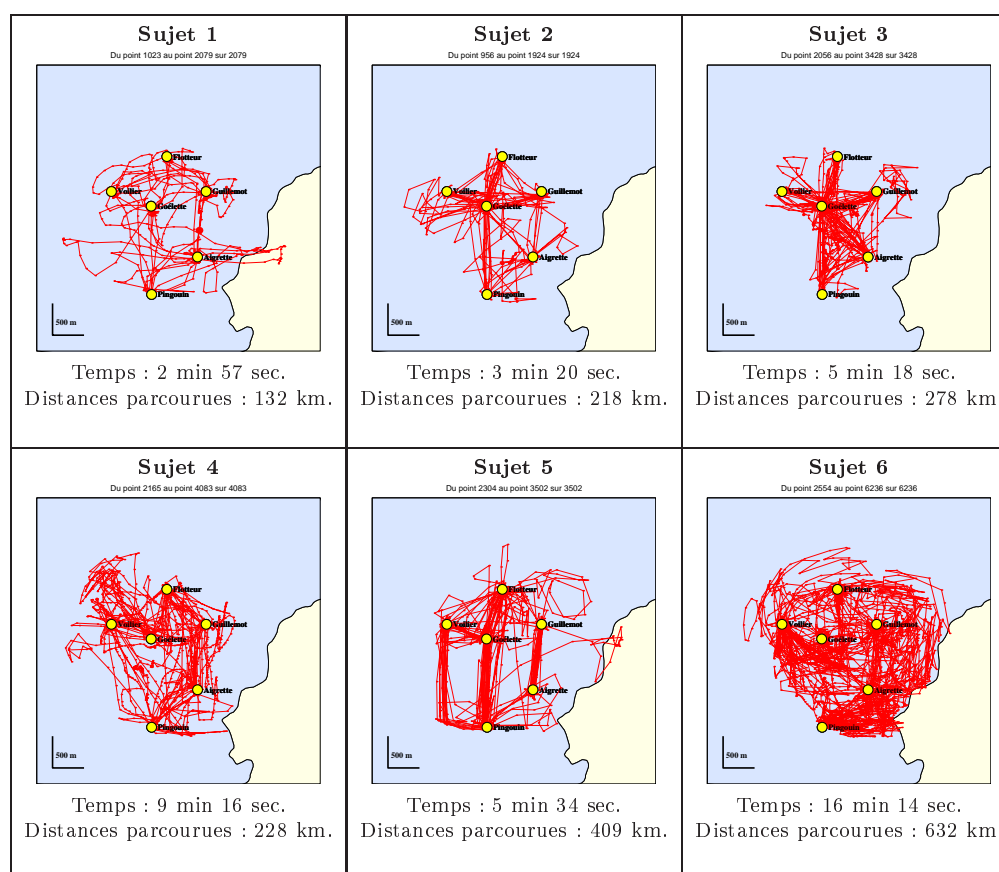 Sujet 1
Du point 1023 au point 2079 sur 2079
Flotteur
Voilier
Guillemot
Goélette
Aigrette
Pingouin
500 m
Temps : 2 min 57 sec.
Distances parcourues : 132 km.
Sujet 2
Du point 956 au point 1924 sur 1924
Flotteur
Voilier
Guillemot
Goélette
Aigrette
Pingouin
500 m
Temps : 3 min 20 sec.
Distances parcourues : 218 km.
Sujet 3
Du point 2056 au point 3428 sur 3428
Flotteur
Voilier
Guillemot
Goélette
Aigrette
Pingouin
500 m
Temps : 5 min 18 sec.
Distances parcourues : 278 km
Sujet 4
Du point 2165 au point 4083 sur 4083
Flotteur
Voilier
Guillemot
Goélette
Aigrette
Pingouin
500 m
Temps : 9 min 16 sec.
Distances parcourues : 228 km.
Sujet 5
Du point 2304 au point 3502 sur 3502
Flotteur
Voilier
Guillemot
Goélette
Aigrette
Pingouin
500 m
Temps : 5 min 34 sec.
Distances parcourues : 409 km.
Sujet 6
Du point 2554 au point 6236 sur 6236
Flotteur
Voilier
Guillemot
Goélette
Aigrette
Pingouin
500 m
Temps : 16 min 14 sec.
Distances parcourues : 632 km